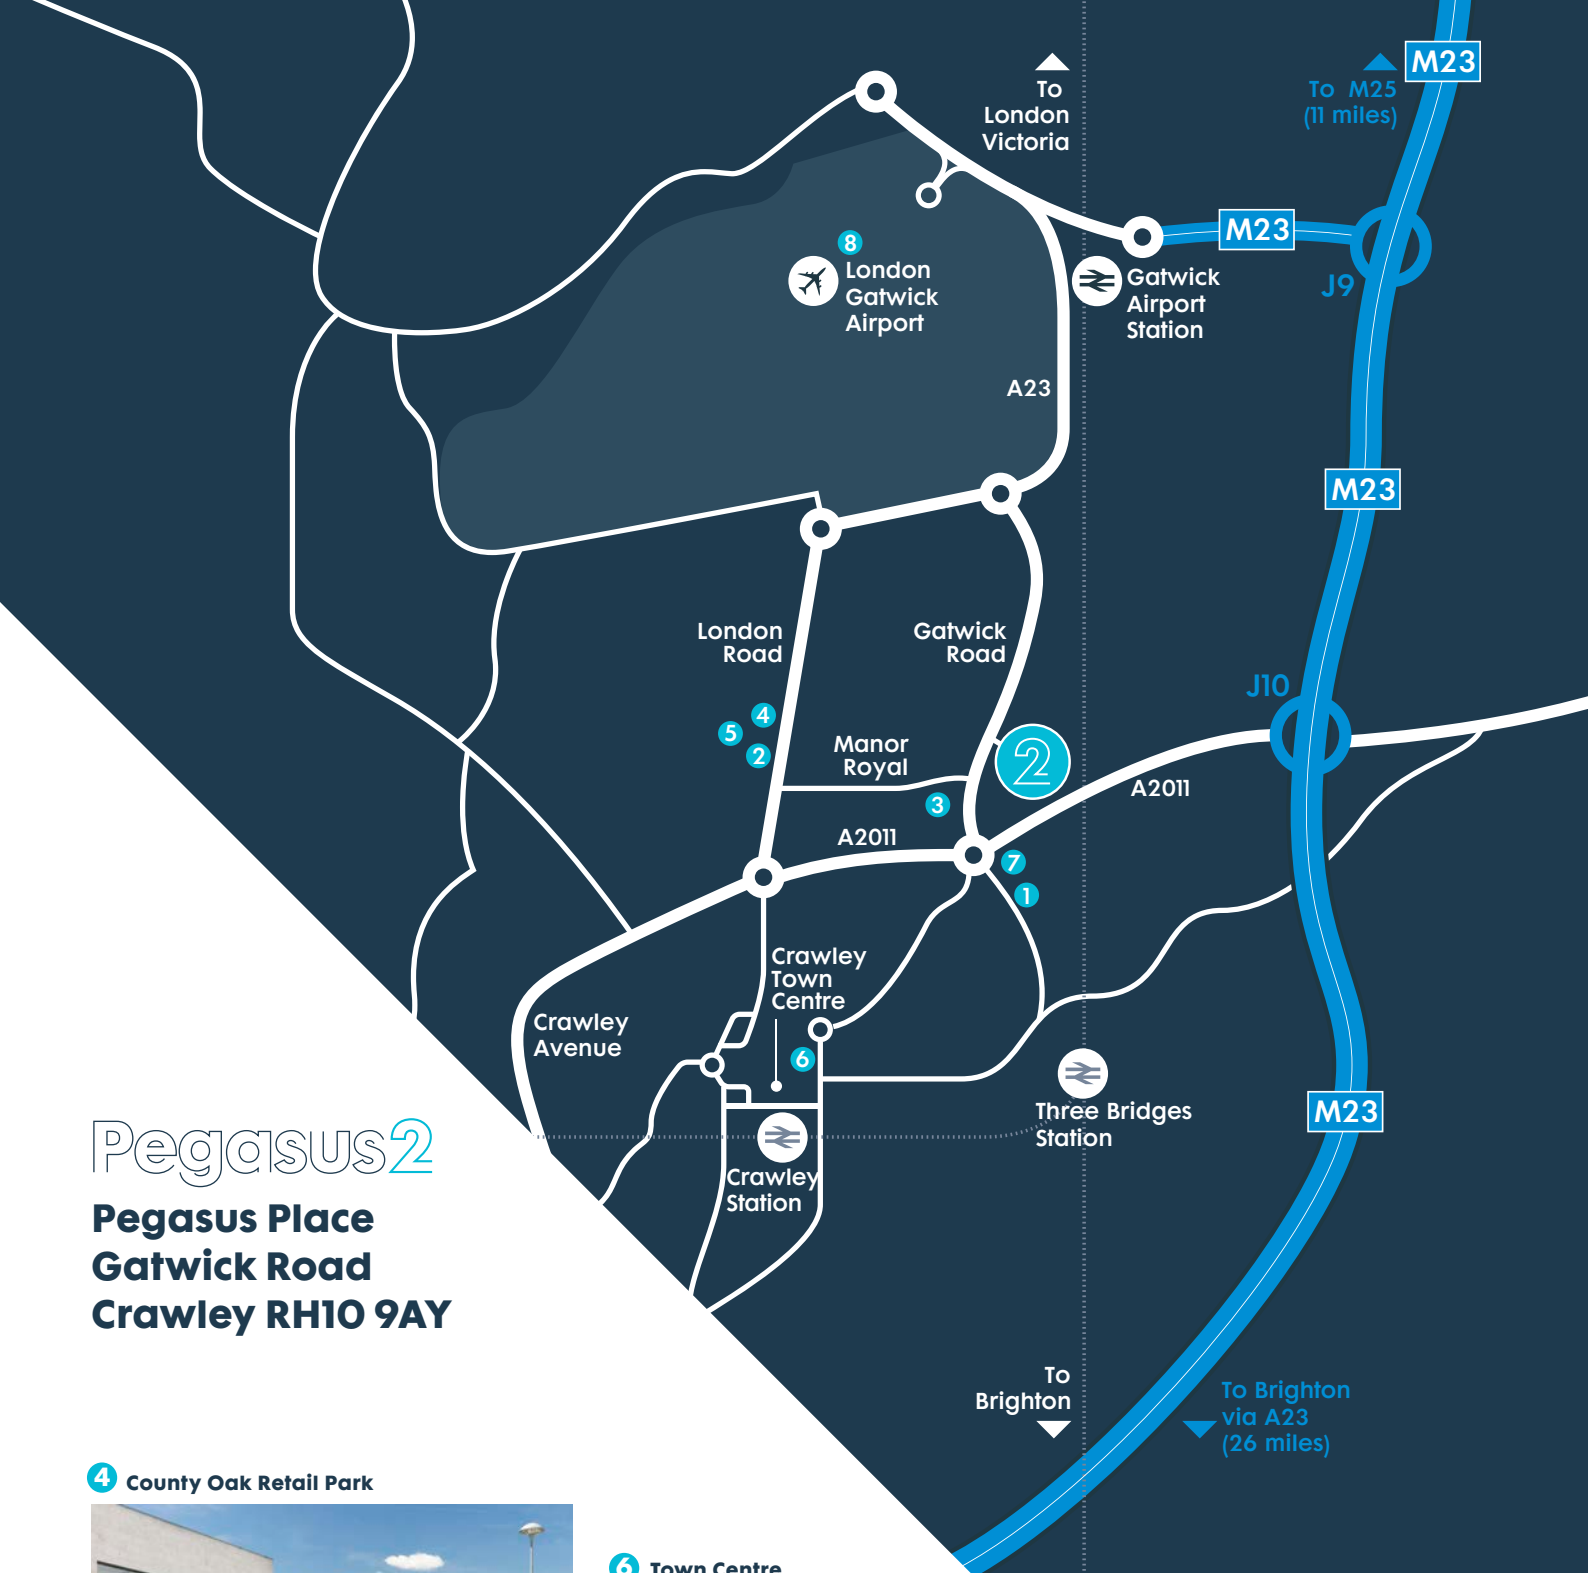 M23
To
London
Victoria
To M25
(11 miles)
M23
8
London
Gatwick
Airport
Gatwick
Airport
Station
J9
A23
M23
London
Road
Gatwick
Road
J10
4
5
2
Manor
Royal
2
A2011
3
A2011
7
1
Crawley
Town
Centre
Crawley
Avenue
6
Three Bridges
Station
M23
Crawley
Station
Pegasus2
Pegasus Place
Gatwick Road
Crawley RH10 9AY
To
Brighton
To Brighton
via A23
(26 miles)
4 County Oak Retail Park
6 Town Centre